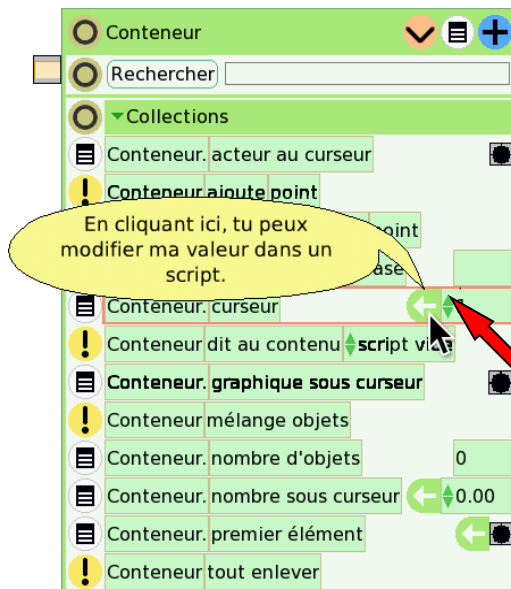 Conteneur
Rechercher
Collections
Conteneur. acteur au curseur
Conteneur ajoute point
En cliquant ici, tu peux
modifier ma valeur dans un
script.
Conteneur. curseur
Conteneur dit au contenu script vide
Conteneur. graphique sous curseur
Conteneur mélange objets
Conteneur. nombre d'objets 0
Conteneur. nombre sous curseur 0.00
Conteneur. premier élément
Conteneur tout enlever